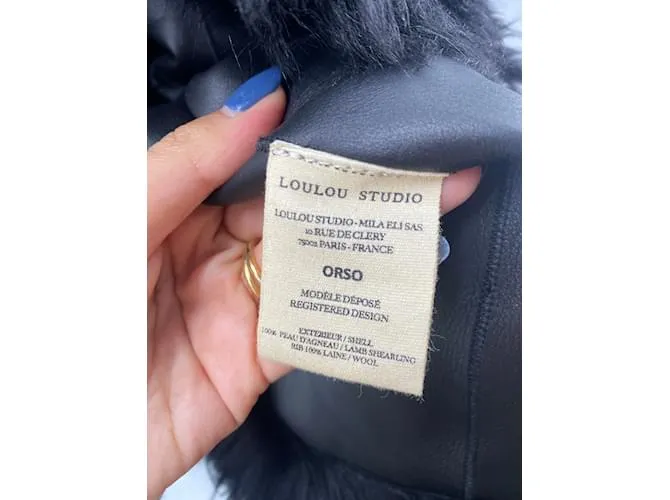 LOULOU STUDIO
LOULOU STUDIO - MILA ELI SAS
10 RUE DE CLERY
75002 PARIS - FRANCE
ORSO
MODÈLE DÉPOSÉ
REGISTERED DESIGN
EXTERIEUR / SHELL
100% PEAU D'AGNEAU / LAMB SHEARLING
RIB 100% LAINE / WOOL